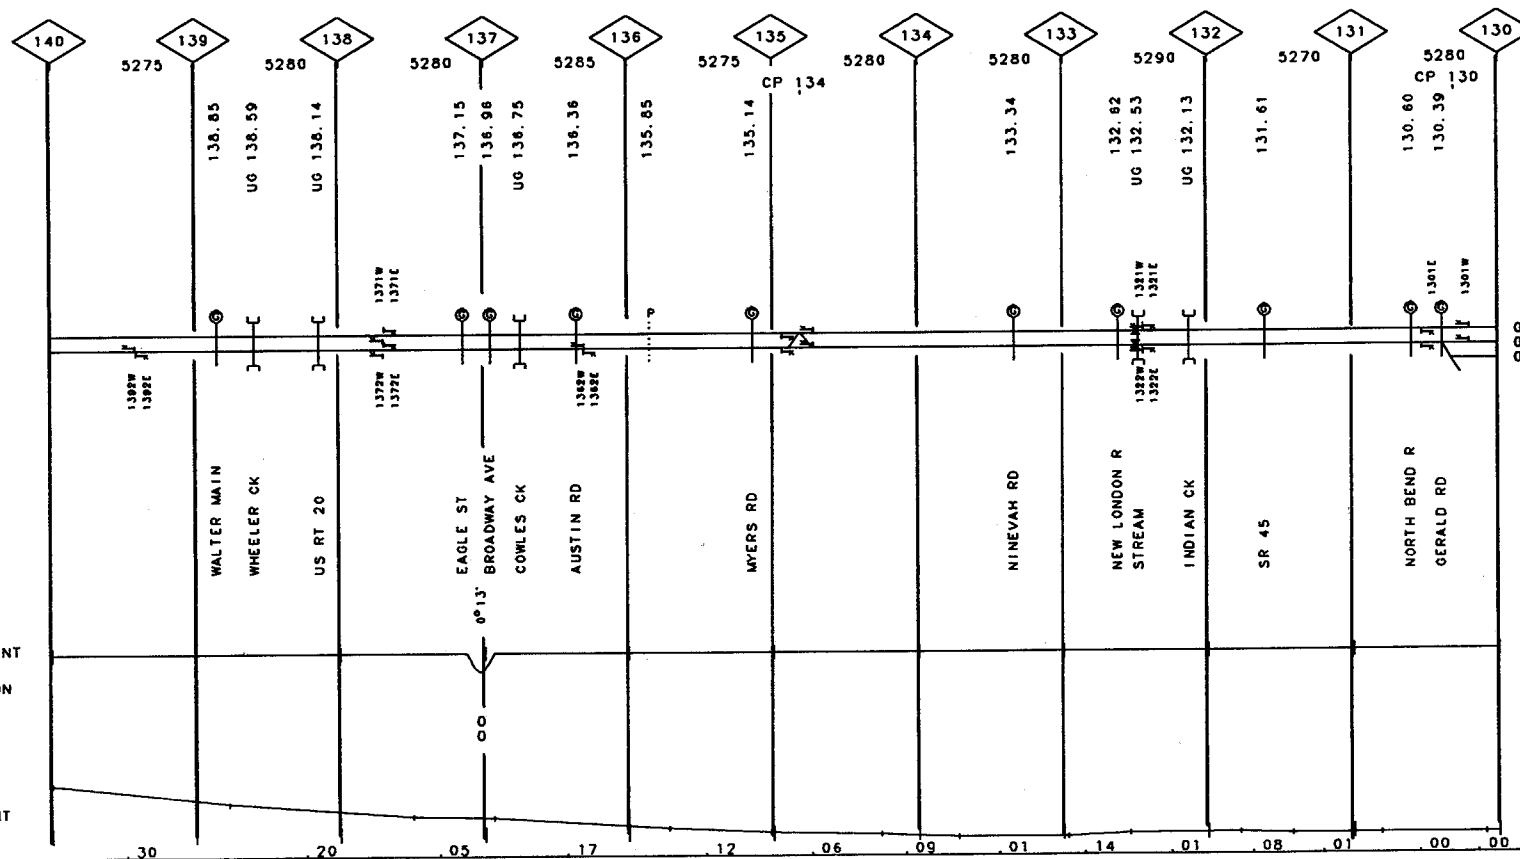 140 139 138 137 136 135 134 133 132 131 130
5275 5280 5280 5285 5275 5280 5280 5290 5270 5280
CP 134 CP 130
138.85
UG 138.59
UG 138.14
137.15
136.96
UG 136.75
136.36
135.85
135.14
133.34
132.62
UG 132.53
UG 132.13
131.61
130.60
130.39
1371W
1371E
1321W
1321E
1301E
1301W
G G G G G G G G G G
P
1392W
1392E
1372W
1372E
1362W
1362E
1322W
1322E
0
0
0
WALTER MAIN
WHEELER CK
US RT 20
EAGLE ST
BROADWAY AVE
COWLES CK
AUSTIN RD
MYERS RD
NINEVAH RD
NEW LONDON R
STREAM
INDIAN CK
SR 45
NORTH BEND R
GERALD RD
0°13'
NT
ON
0
0
NT
.30 .20 .05 .17 .12 .06 .09 .01 .14 .01 .08 .01 .00 .00